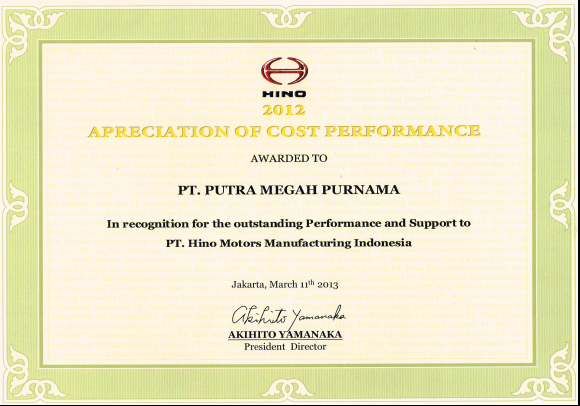 HINO
2012
APRECIATION OF COST PERFORMANCE
AWARDED TO
PT. PUTRA MEGAH PURNAMA
In recognition for the outstanding Performance and Support to
PT. Hino Motors Manufacturing Indonesia
Jakarta, March 11th 2013
Akihito Yamanaka
AKIHITO YAMANAKA
President Director